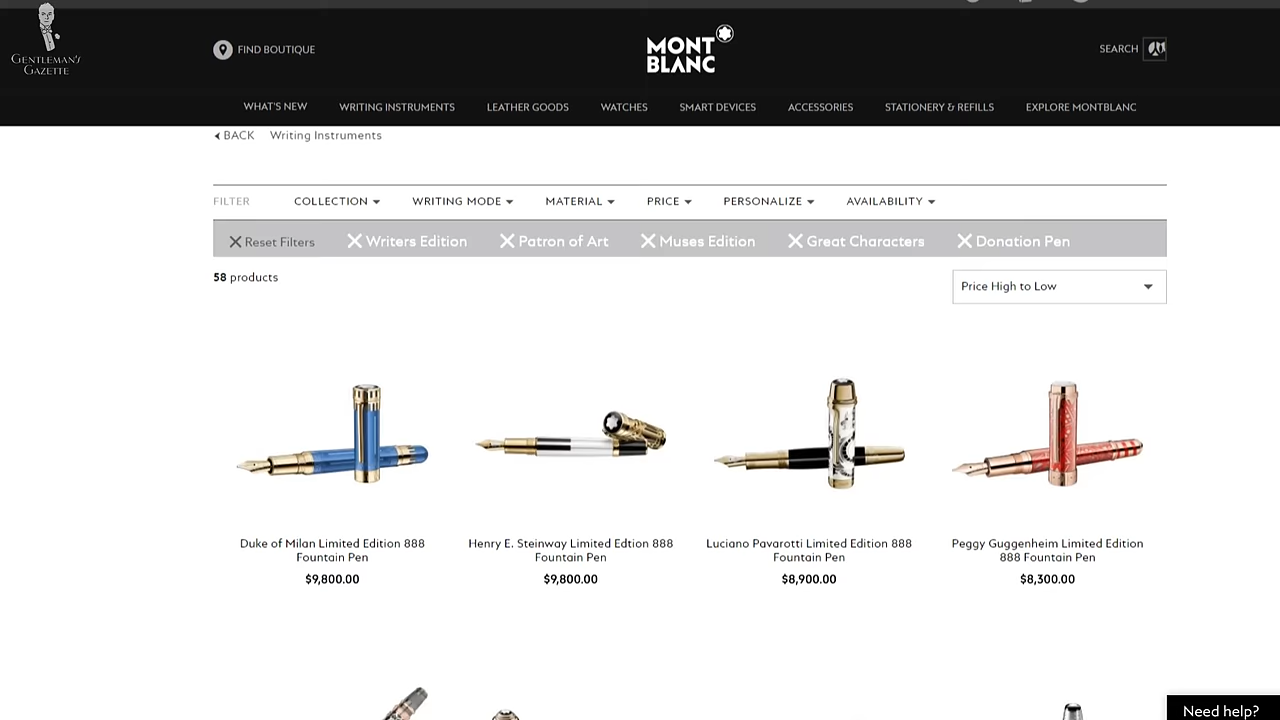 GENTLEMAN'S
GAZETTE
FIND BOUTIQUE
MONT
BLANC
SEARCH
WHAT'S NEW WRITING INSTRUMENTS LEATHER GOODS WATCHES SMART DEVICES ACCESSORIES STATIONERY & REFILLS EXPLORE MONTBLANC
BACK Writing Instruments
FILTER COLLECTION WRITING MODE MATERIAL PRICE PERSONALIZE AVAILABILITY
Reset Filters Writers Edition Patron of Art Muses Edition Great Characters Donation Pen
58 products
Price High to Low
Duke of Milan Limited Edition 888
Fountain Pen
$9,800.00
Henry E. Steinway Limited Edtion 888
Fountain Pen
$9,800.00
Luciano Pavarotti Limited Edition 888
Fountain Pen
$8,900.00
Peggy Guggenheim Limited Edition
888 Fountain Pen
$8,300.00
Need help?